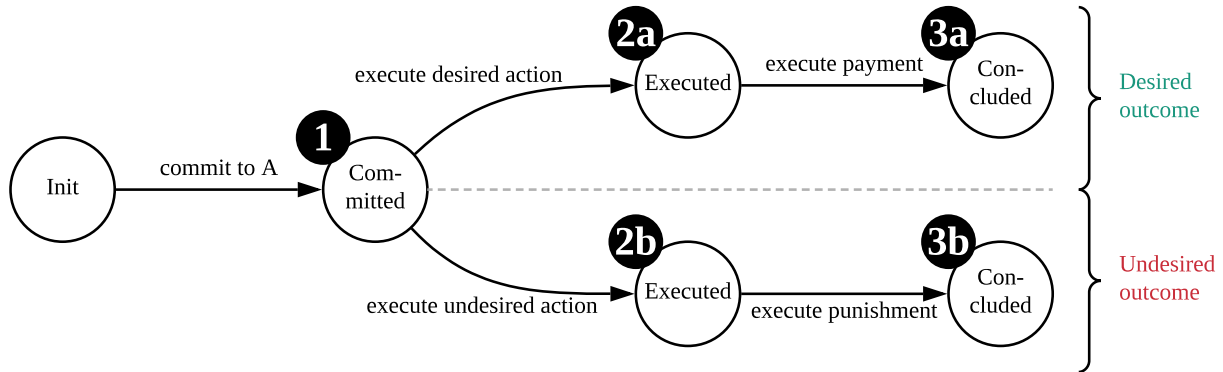 2a
3a
execute desired action
Executed
execute payment
Con-
cluded
Desired
outcome
1
Init
commit to A
Com-
mitted
2b
3b
execute undesired action
Executed
execute punishment
Con-
cluded
Undesired
outcome